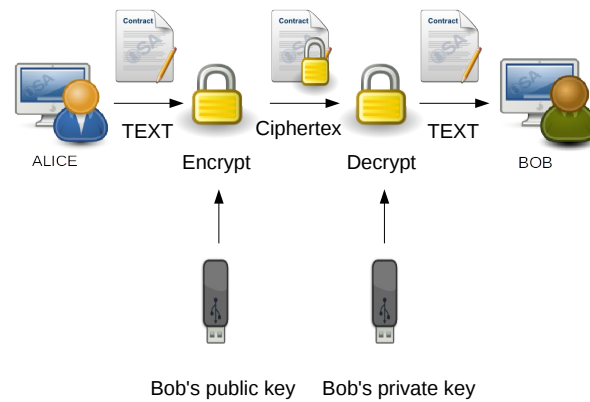 Contract
Contract
Contract
TEXT
Ciphertex
TEXT
ALICE
Encrypt
Decrypt
BOB
Bob's public key
Bob's private key